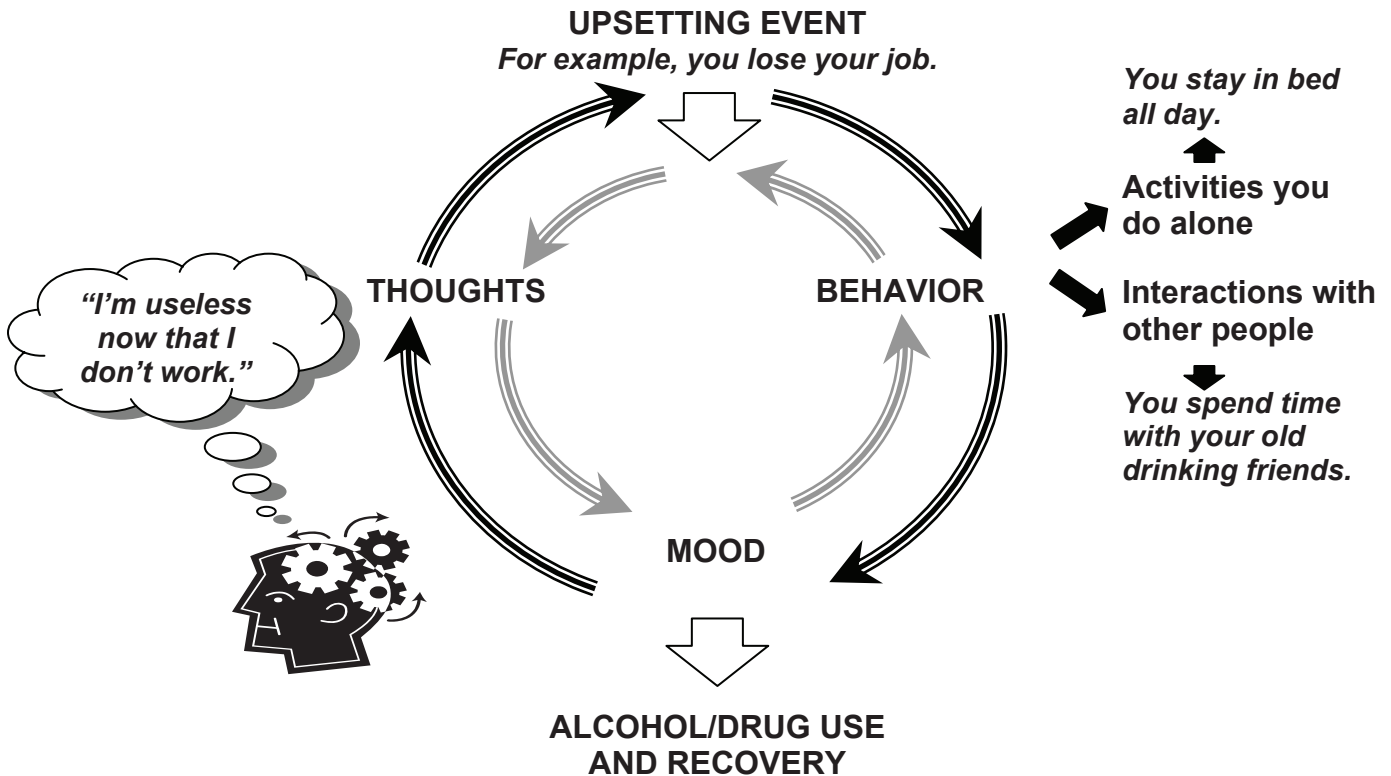 UPSETTING EVENT
For example, you lose your job.
You stay in bed
all day.
Activities you
do alone
THOUGHTS
BEHAVIOR
Interactions with
other people
“I’m useless
now that I
don’t work.”
You spend time
with your old
drinking friends.
MOOD
ALCOHOL/DRUG USE
AND RECOVERY